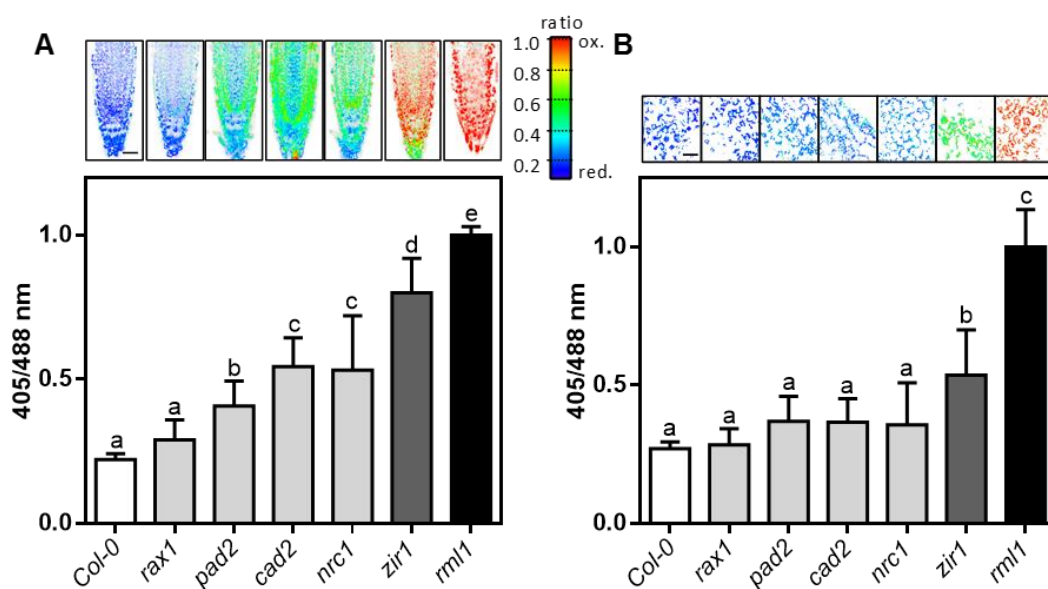 A
ratio
1.0
ox.
0.8
0.6
0.4
0.2
red.
B
405/488 nm
1.0
0.5
0.0
a
a
b
c
c
d
e
Col-0
rax1
pad2
cad2
nrc1
zir1
rml1
405/488 nm
1.0
0.5
0.0
a
a
a
a
a
b
c
Col-0
rax1
pad2
cad2
nrc1
zir1
rml1